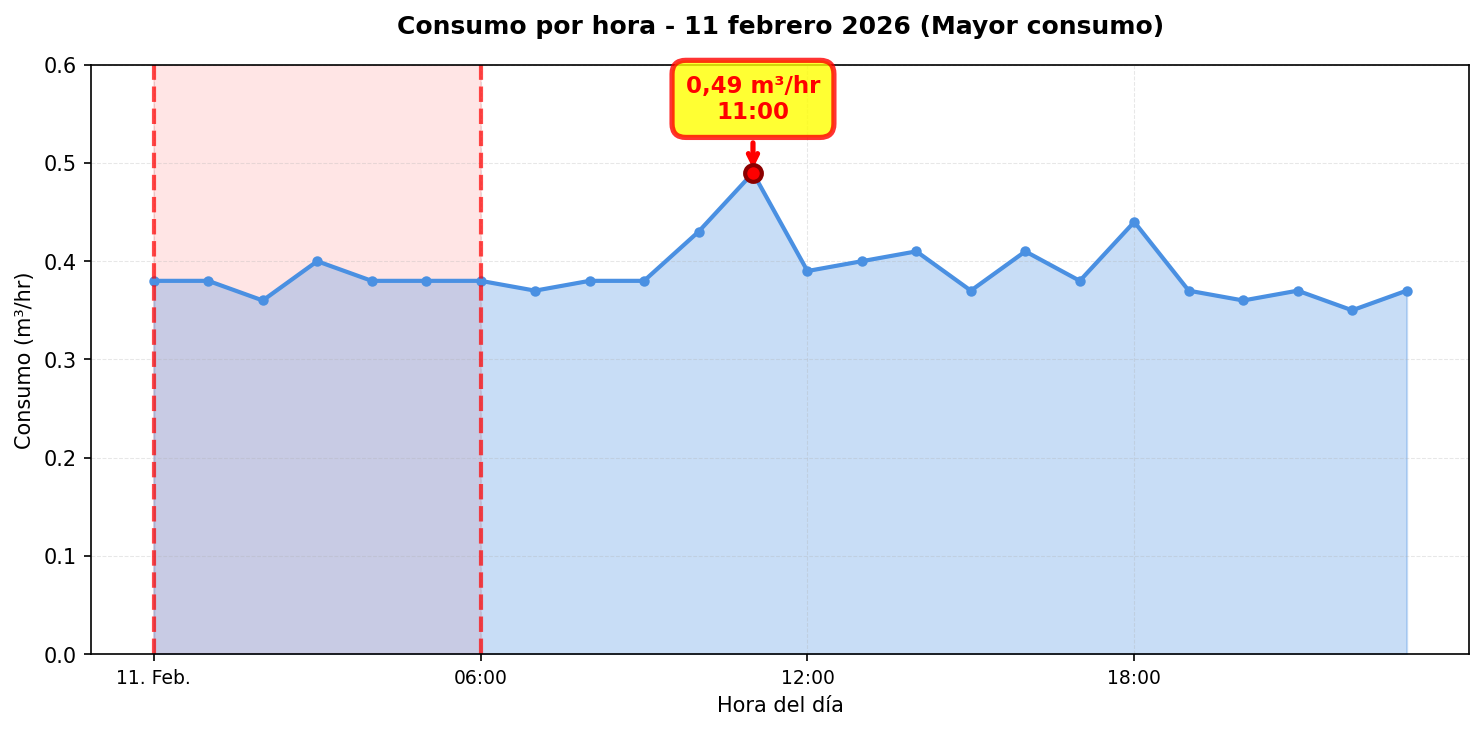 Consumo por hora - 11 febrero 2026 (Mayor consumo)
0,49 m³/hr
11:00
Consumo (m³/hr)
0.6
0.5
0.4
0.3
0.2
0.1
0.0
11. Feb.
06:00
12:00
18:00
Hora del día